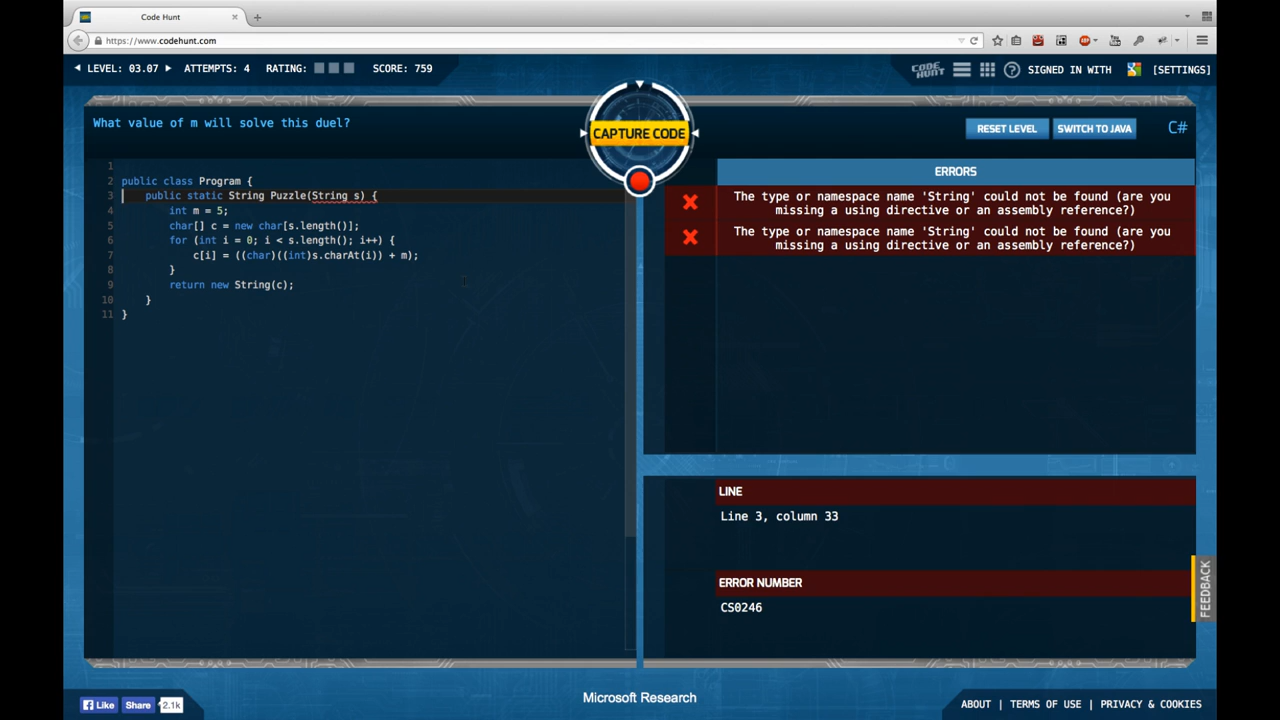 Code Hunt
https://www.codehunt.com
LEVEL: 03.07 ATTEMPTS: 4 RATING: SCORE: 759
CODE HUNT
SIGNED IN WITH [SETTINGS]
What value of m will solve this duel?
CAPTURE CODE
RESET LEVEL SWITCH TO JAVA C#
1
2 public class Program {
3 public static String Puzzle(String s) {
4 int m = 5;
5 char[] c = new char[s.length()];
6 for (int i = 0; i < s.length(); i++) {
7 c[i] = ((char)((int)s.charAt(i)) + m);
8 }
9 return new String(c);
10 }
11 }
ERRORS
The type or namespace name 'String' could not be found (are you
missing a using directive or an assembly reference?)
The type or namespace name 'String' could not be found (are you
missing a using directive or an assembly reference?)
LINE
Line 3, column 33
ERROR NUMBER
CS0246
FEEDBACK
Like Share 2.1k
Microsoft Research
ABOUT | TERMS OF USE | PRIVACY & COOKIES